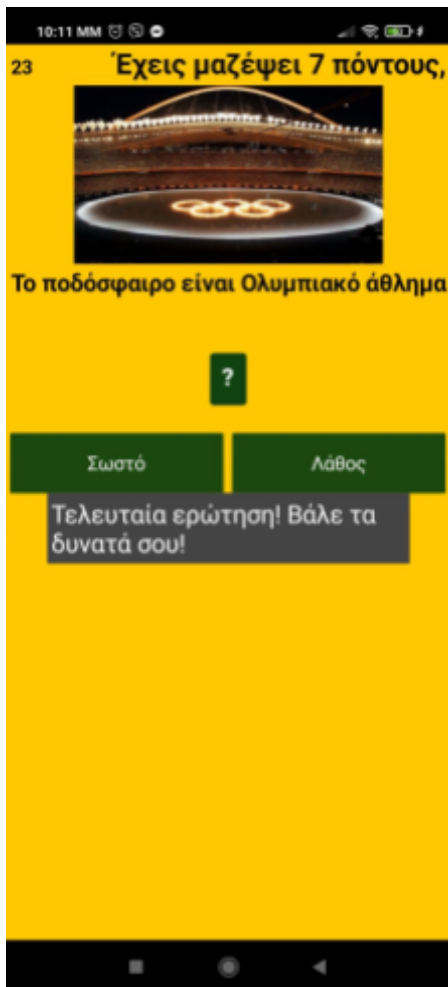 10:11 ΜΜ
23
Έχεις μαζέψει 7 πόντους,
Το ποδόσφαιρο είναι Ολυμπιακό άθλημα
?
Σωστό
Λάθος
Τελευταία ερώτηση! Βάλε τα
δυνατά σου!